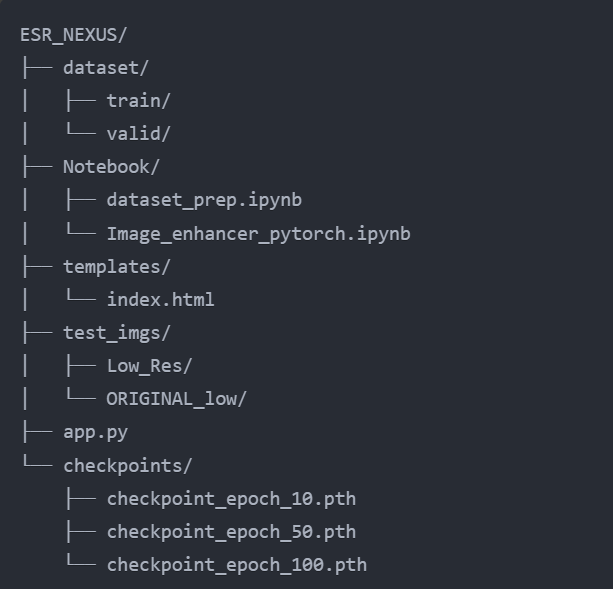 ESR_NEXUS/
├── dataset/
│   ├── train/
│   └── valid/
├── Notebook/
│   ├── dataset_prep.ipynb
│   └── Image_enhancer_pytorch.ipynb
├── templates/
│   └── index.html
├── test_imgs/
│   ├── Low_Res/
│   └── ORIGINAL_low/
├── app.py
└── checkpoints/
    ├── checkpoint_epoch_10.pth
    ├── checkpoint_epoch_50.pth
    └── checkpoint_epoch_100.pth